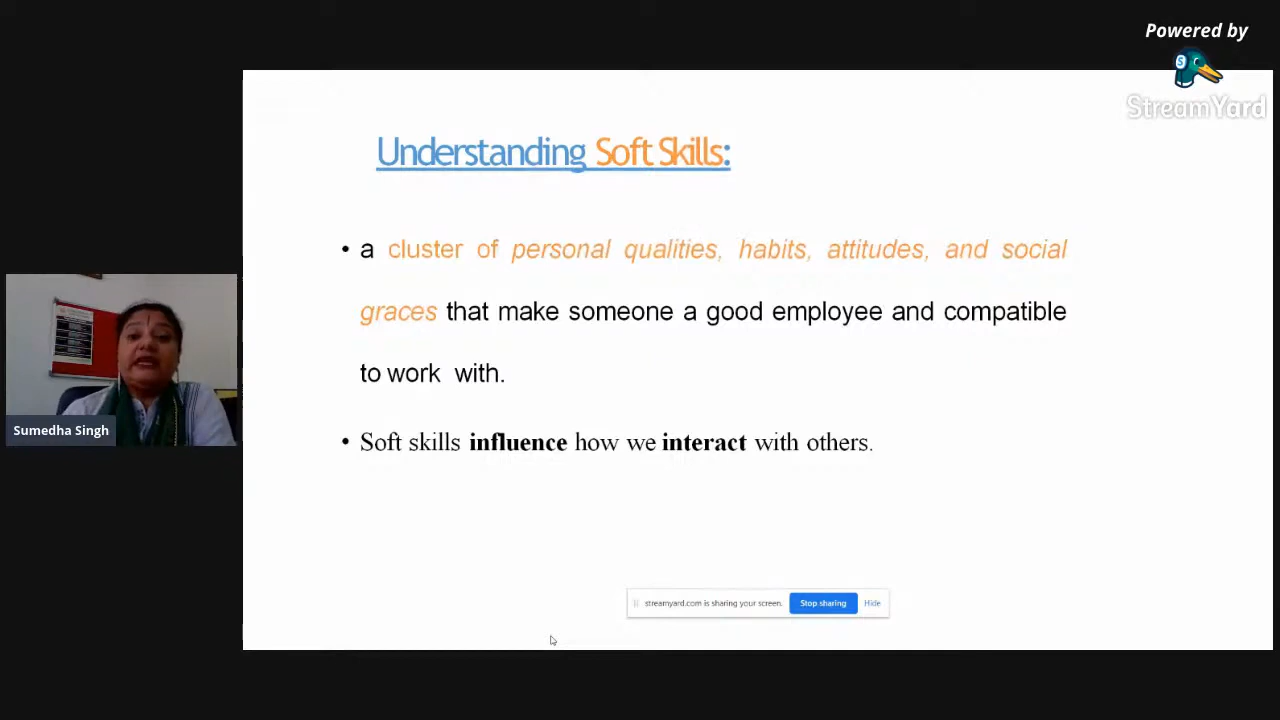 Powered by
StreamYard
Understanding Soft Skills:
• a cluster of personal qualities, habits, attitudes, and social
graces that make someone a good employee and compatible
to work with.
• Soft skills influence how we interact with others.
Sumedha Singh
streamyard.com is sharing your screen. Stop sharing Hide